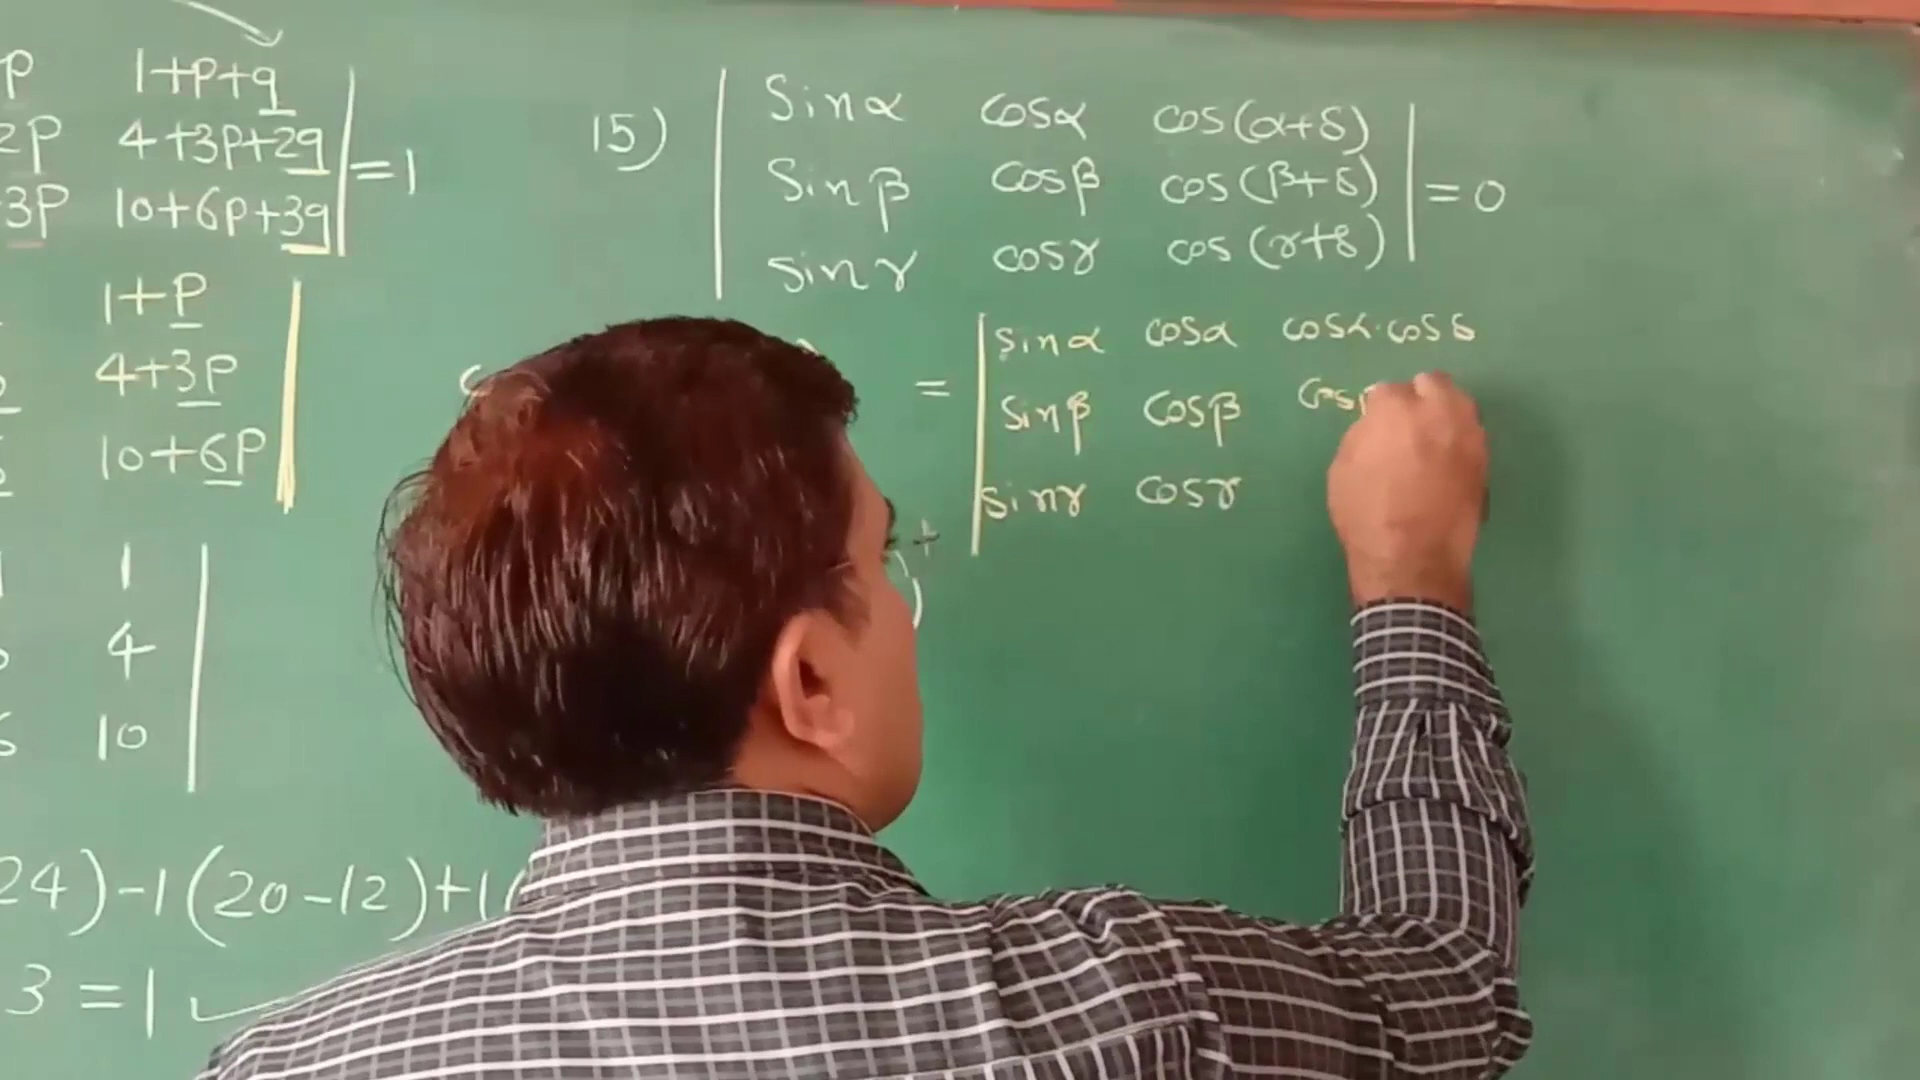 P 1+P+q
2P 4+3P+2q = 1
3P 10+6P+3q
1+P
4+3P
10+6P
1
4
10
24)-1(20-12)+1(
3 = 1
15) sinα cosα cos(α+δ)
sinβ cosβ cos(β+δ) = 0
sinγ cosγ cos(γ+δ)
= sinα cosα cosα·cosδ
sinβ cosβ cos
+ sinγ cosγ